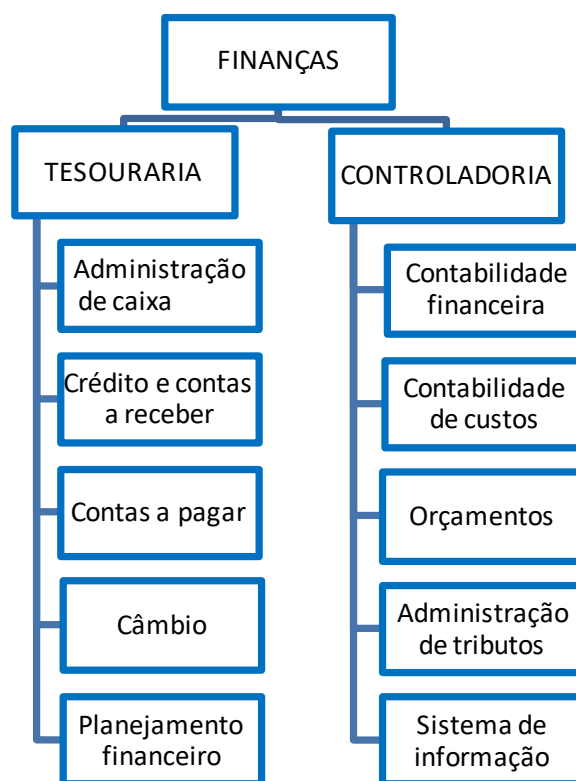 FINANÇAS
TESOURARIA
CONTROLADORIA
Administração
de caixa
Crédito e contas
a receber
Contas a pagar
Câmbio
Planejamento
financeiro
Contabilidade
financeira
Contabilidade
de custos
Orçamentos
Administração
de tributos
Sistema de
informação